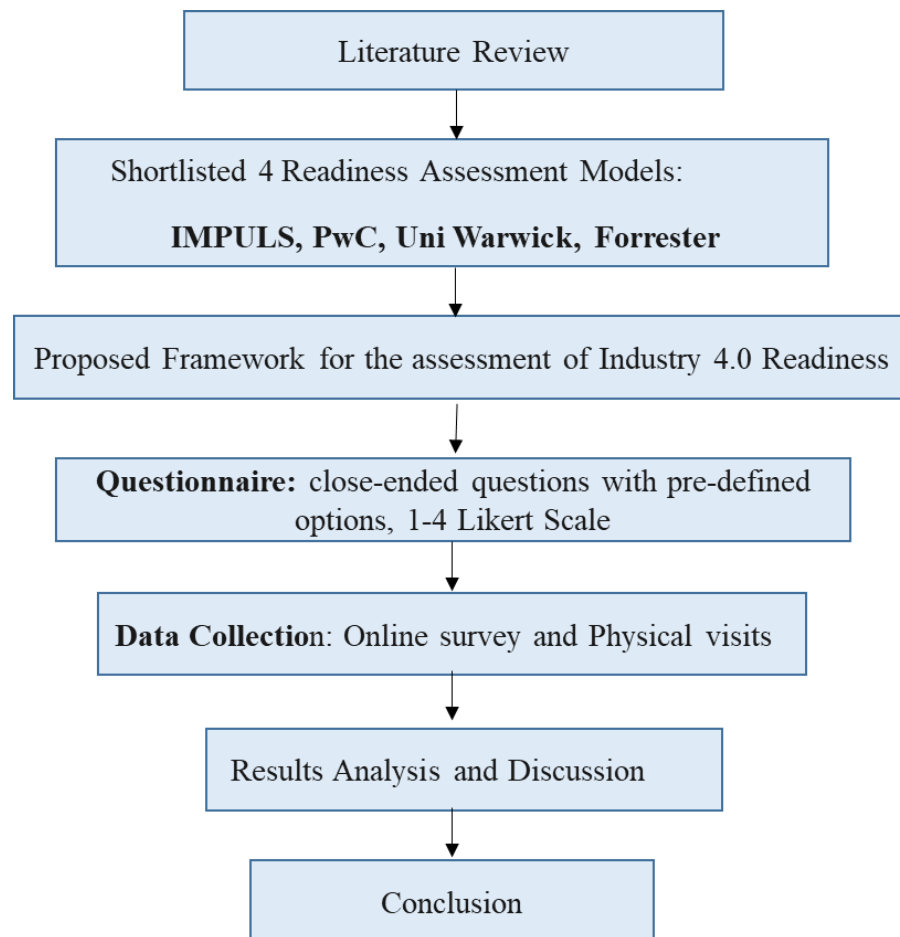 Literature Review
Shortlisted 4 Readiness Assessment Models:
IMPULS, PwC, Uni Warwick, Forrester
Proposed Framework for the assessment of Industry 4.0 Readiness
Questionnaire: close-ended questions with pre-defined
options, 1-4 Likert Scale
Data Collection: Online survey and Physical visits
Results Analysis and Discussion
Conclusion